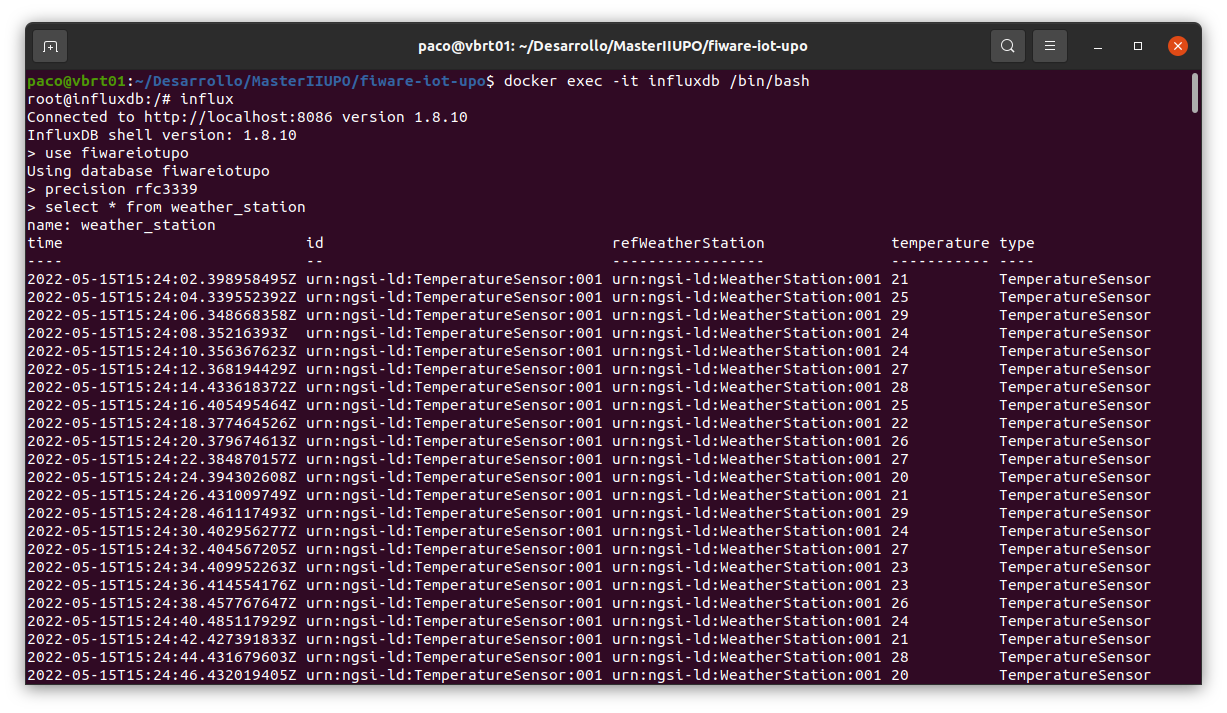 paco@vbrt01: ~/Desarrollo/MasterIIUPO/fiware-iot-upo
paco@vbrt01:~/Desarrollo/MasterIIUPO/fiware-iot-upo$ docker exec -it influxdb /bin/bash
root@influxdb:/# influx
Connected to http://localhost:8086 version 1.8.10
InfluxDB shell version: 1.8.10
> use fiwareiotupo
Using database fiwareiotupo
> precision rfc3339
> select * from weather_station
name: weather_station
time                           id                                refWeatherStation              temperature type
----                           --                                -----------------              ----------- ----
2022-05-15T15:24:02.398958495Z urn:ngsi-ld:TemperatureSensor:001 urn:ngsi-ld:WeatherStation:001 21          TemperatureSensor
2022-05-15T15:24:04.339552392Z urn:ngsi-ld:TemperatureSensor:001 urn:ngsi-ld:WeatherStation:001 25          TemperatureSensor
2022-05-15T15:24:06.348668358Z urn:ngsi-ld:TemperatureSensor:001 urn:ngsi-ld:WeatherStation:001 29          TemperatureSensor
2022-05-15T15:24:08.35216393Z  urn:ngsi-ld:TemperatureSensor:001 urn:ngsi-ld:WeatherStation:001 24          TemperatureSensor
2022-05-15T15:24:10.356367623Z urn:ngsi-ld:TemperatureSensor:001 urn:ngsi-ld:WeatherStation:001 24          TemperatureSensor
2022-05-15T15:24:12.368194429Z urn:ngsi-ld:TemperatureSensor:001 urn:ngsi-ld:WeatherStation:001 27          TemperatureSensor
2022-05-15T15:24:14.433618372Z urn:ngsi-ld:TemperatureSensor:001 urn:ngsi-ld:WeatherStation:001 28          TemperatureSensor
2022-05-15T15:24:16.405495464Z urn:ngsi-ld:TemperatureSensor:001 urn:ngsi-ld:WeatherStation:001 25          TemperatureSensor
2022-05-15T15:24:18.377464526Z urn:ngsi-ld:TemperatureSensor:001 urn:ngsi-ld:WeatherStation:001 22          TemperatureSensor
2022-05-15T15:24:20.379674613Z urn:ngsi-ld:TemperatureSensor:001 urn:ngsi-ld:WeatherStation:001 26          TemperatureSensor
2022-05-15T15:24:22.384870157Z urn:ngsi-ld:TemperatureSensor:001 urn:ngsi-ld:WeatherStation:001 27          TemperatureSensor
2022-05-15T15:24:24.394302608Z urn:ngsi-ld:TemperatureSensor:001 urn:ngsi-ld:WeatherStation:001 20          TemperatureSensor
2022-05-15T15:24:26.431009749Z urn:ngsi-ld:TemperatureSensor:001 urn:ngsi-ld:WeatherStation:001 21          TemperatureSensor
2022-05-15T15:24:28.461117493Z urn:ngsi-ld:TemperatureSensor:001 urn:ngsi-ld:WeatherStation:001 29          TemperatureSensor
2022-05-15T15:24:30.402956277Z urn:ngsi-ld:TemperatureSensor:001 urn:ngsi-ld:WeatherStation:001 24          TemperatureSensor
2022-05-15T15:24:32.404567205Z urn:ngsi-ld:TemperatureSensor:001 urn:ngsi-ld:WeatherStation:001 27          TemperatureSensor
2022-05-15T15:24:34.409952263Z urn:ngsi-ld:TemperatureSensor:001 urn:ngsi-ld:WeatherStation:001 23          TemperatureSensor
2022-05-15T15:24:36.414554176Z urn:ngsi-ld:TemperatureSensor:001 urn:ngsi-ld:WeatherStation:001 23          TemperatureSensor
2022-05-15T15:24:38.457767647Z urn:ngsi-ld:TemperatureSensor:001 urn:ngsi-ld:WeatherStation:001 26          TemperatureSensor
2022-05-15T15:24:40.485117929Z urn:ngsi-ld:TemperatureSensor:001 urn:ngsi-ld:WeatherStation:001 24          TemperatureSensor
2022-05-15T15:24:42.427391833Z urn:ngsi-ld:TemperatureSensor:001 urn:ngsi-ld:WeatherStation:001 21          TemperatureSensor
2022-05-15T15:24:44.431679603Z urn:ngsi-ld:TemperatureSensor:001 urn:ngsi-ld:WeatherStation:001 28          TemperatureSensor
2022-05-15T15:24:46.432019405Z urn:ngsi-ld:TemperatureSensor:001 urn:ngsi-ld:WeatherStation:001 20          TemperatureSensor